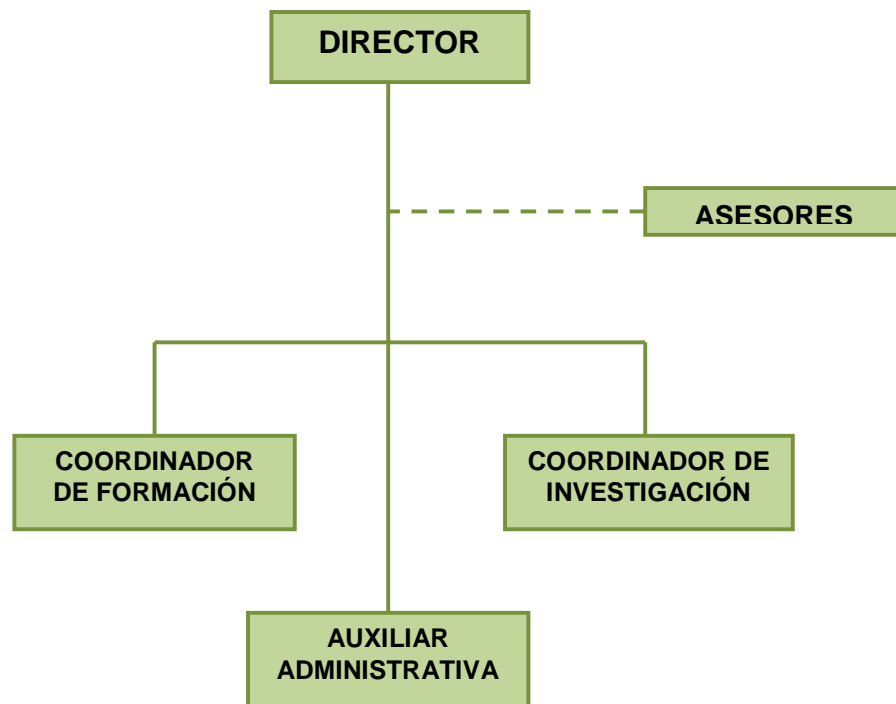 DIRECTOR
ASESORES
COORDINADOR
DE FORMACIÓN
COORDINADOR DE
INVESTIGACIÓN
AUXILIAR
ADMINISTRATIVA